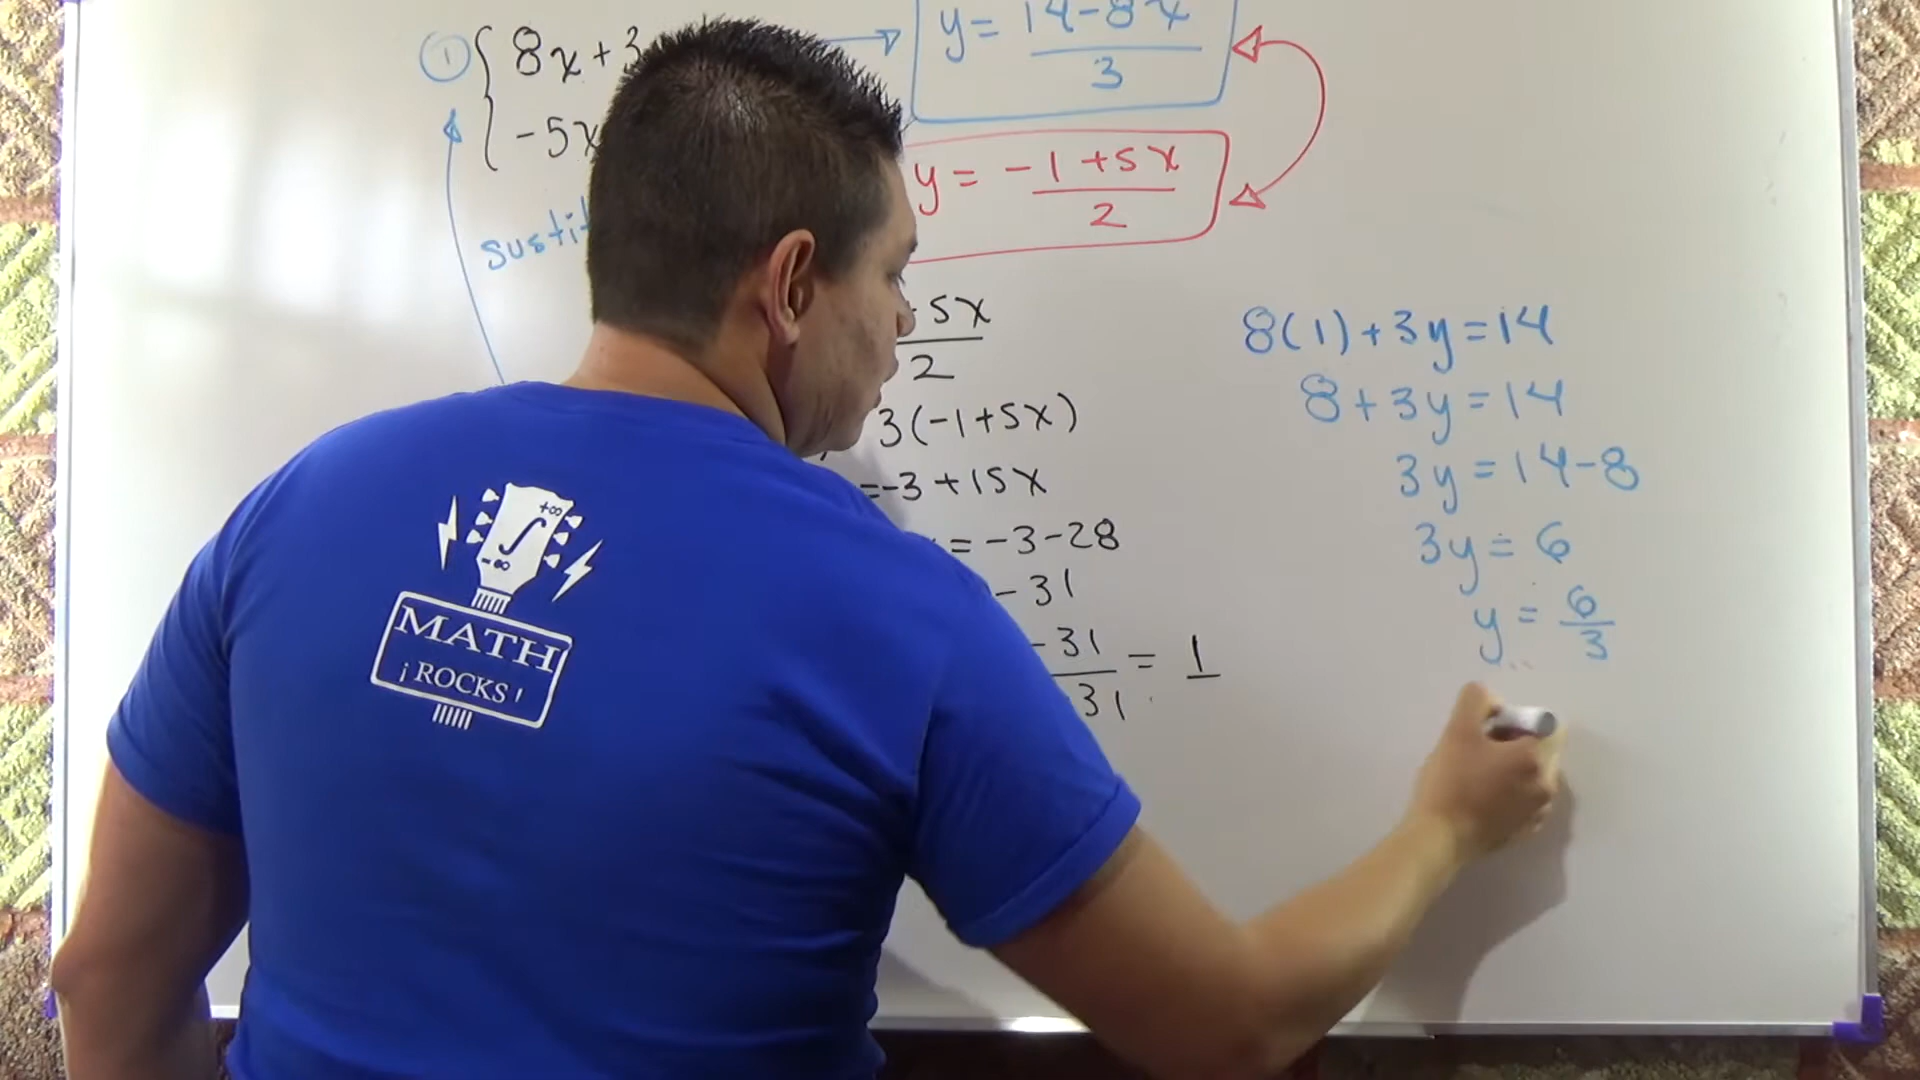 ① 8x+3
-5x
sustit
y = 14-8x
3
y = -1+5x
2
5x
2
3(-1+5x)
=-3+15x
= -3-28
-31
-31 = 1
-31
8(1)+3y=14
8+3y=14
3y=14-8
3y=6
y=6
3
+∞
∫
-∞
MATH
¡ROCKS!